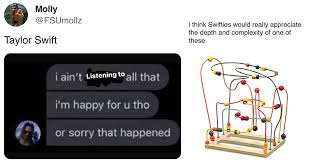 Molly
@FSUmollz
Taylor Swift
i ain't Listening to all that
i'm happy for u tho
or sorry that happened
i think Swifties would really appreciate
the depth and complexity of one of
these